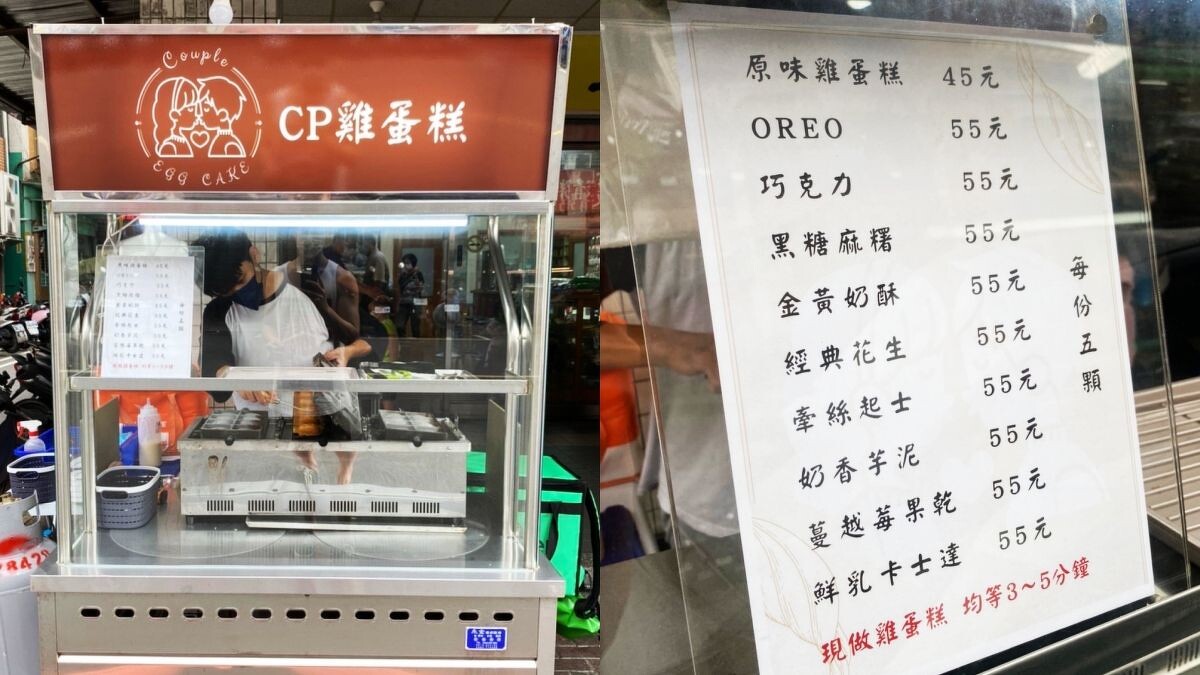 Couple
EGG CAKE
CP雞蛋糕
原味雞蛋糕 45元
OREO 55元
巧克力 55元
黑糖麻糬 55元
金黃奶酥 55元
經典花生 55元
牽絲起士 55元
奶香芋泥 55元
蔓越莓果乾 55元
鮮乳卡士達 55元
每份五顆
現做雞蛋糕 均等3~5分鐘